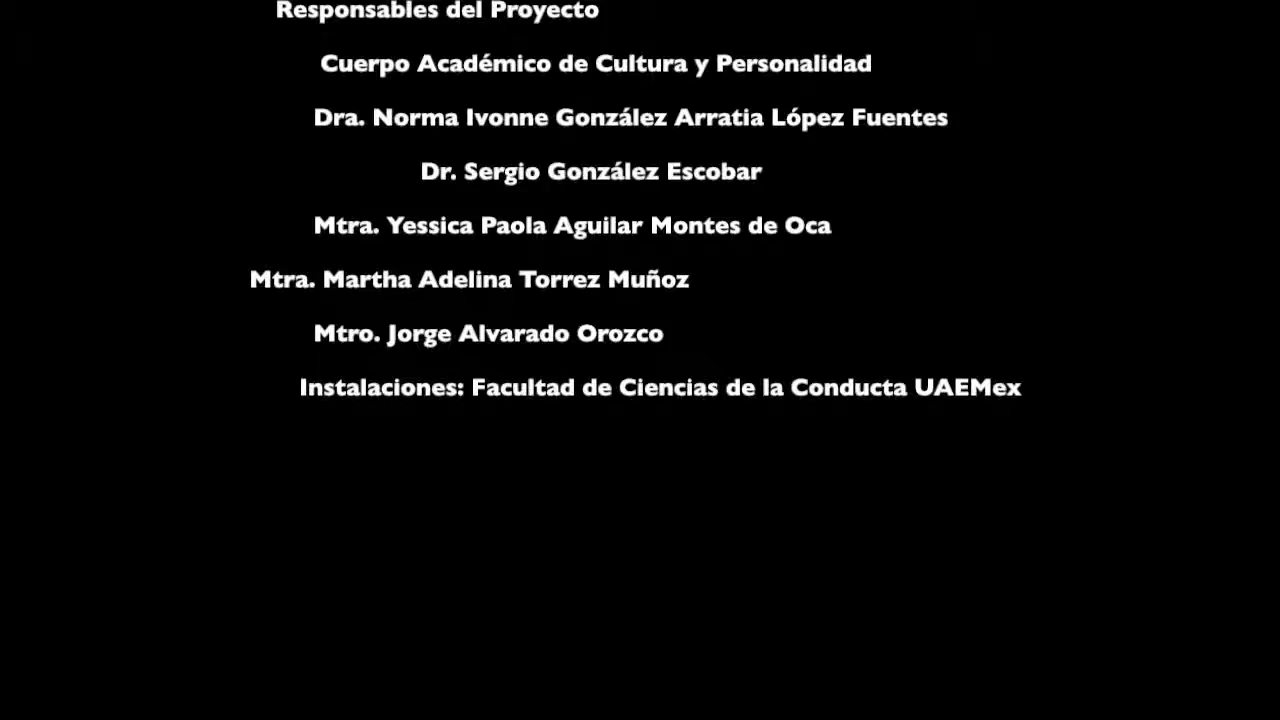 Responsables del Proyecto
Cuerpo Académico de Cultura y Personalidad
Dra. Norma Ivonne González Arratia López Fuentes
Dr. Sergio González Escobar
Mtra. Yessica Paola Aguilar Montes de Oca
Mtra. Martha Adelina Torrez Muñoz
Mtro. Jorge Alvarado Orozco
Instalaciones: Facultad de Ciencias de la Conducta UAEMex